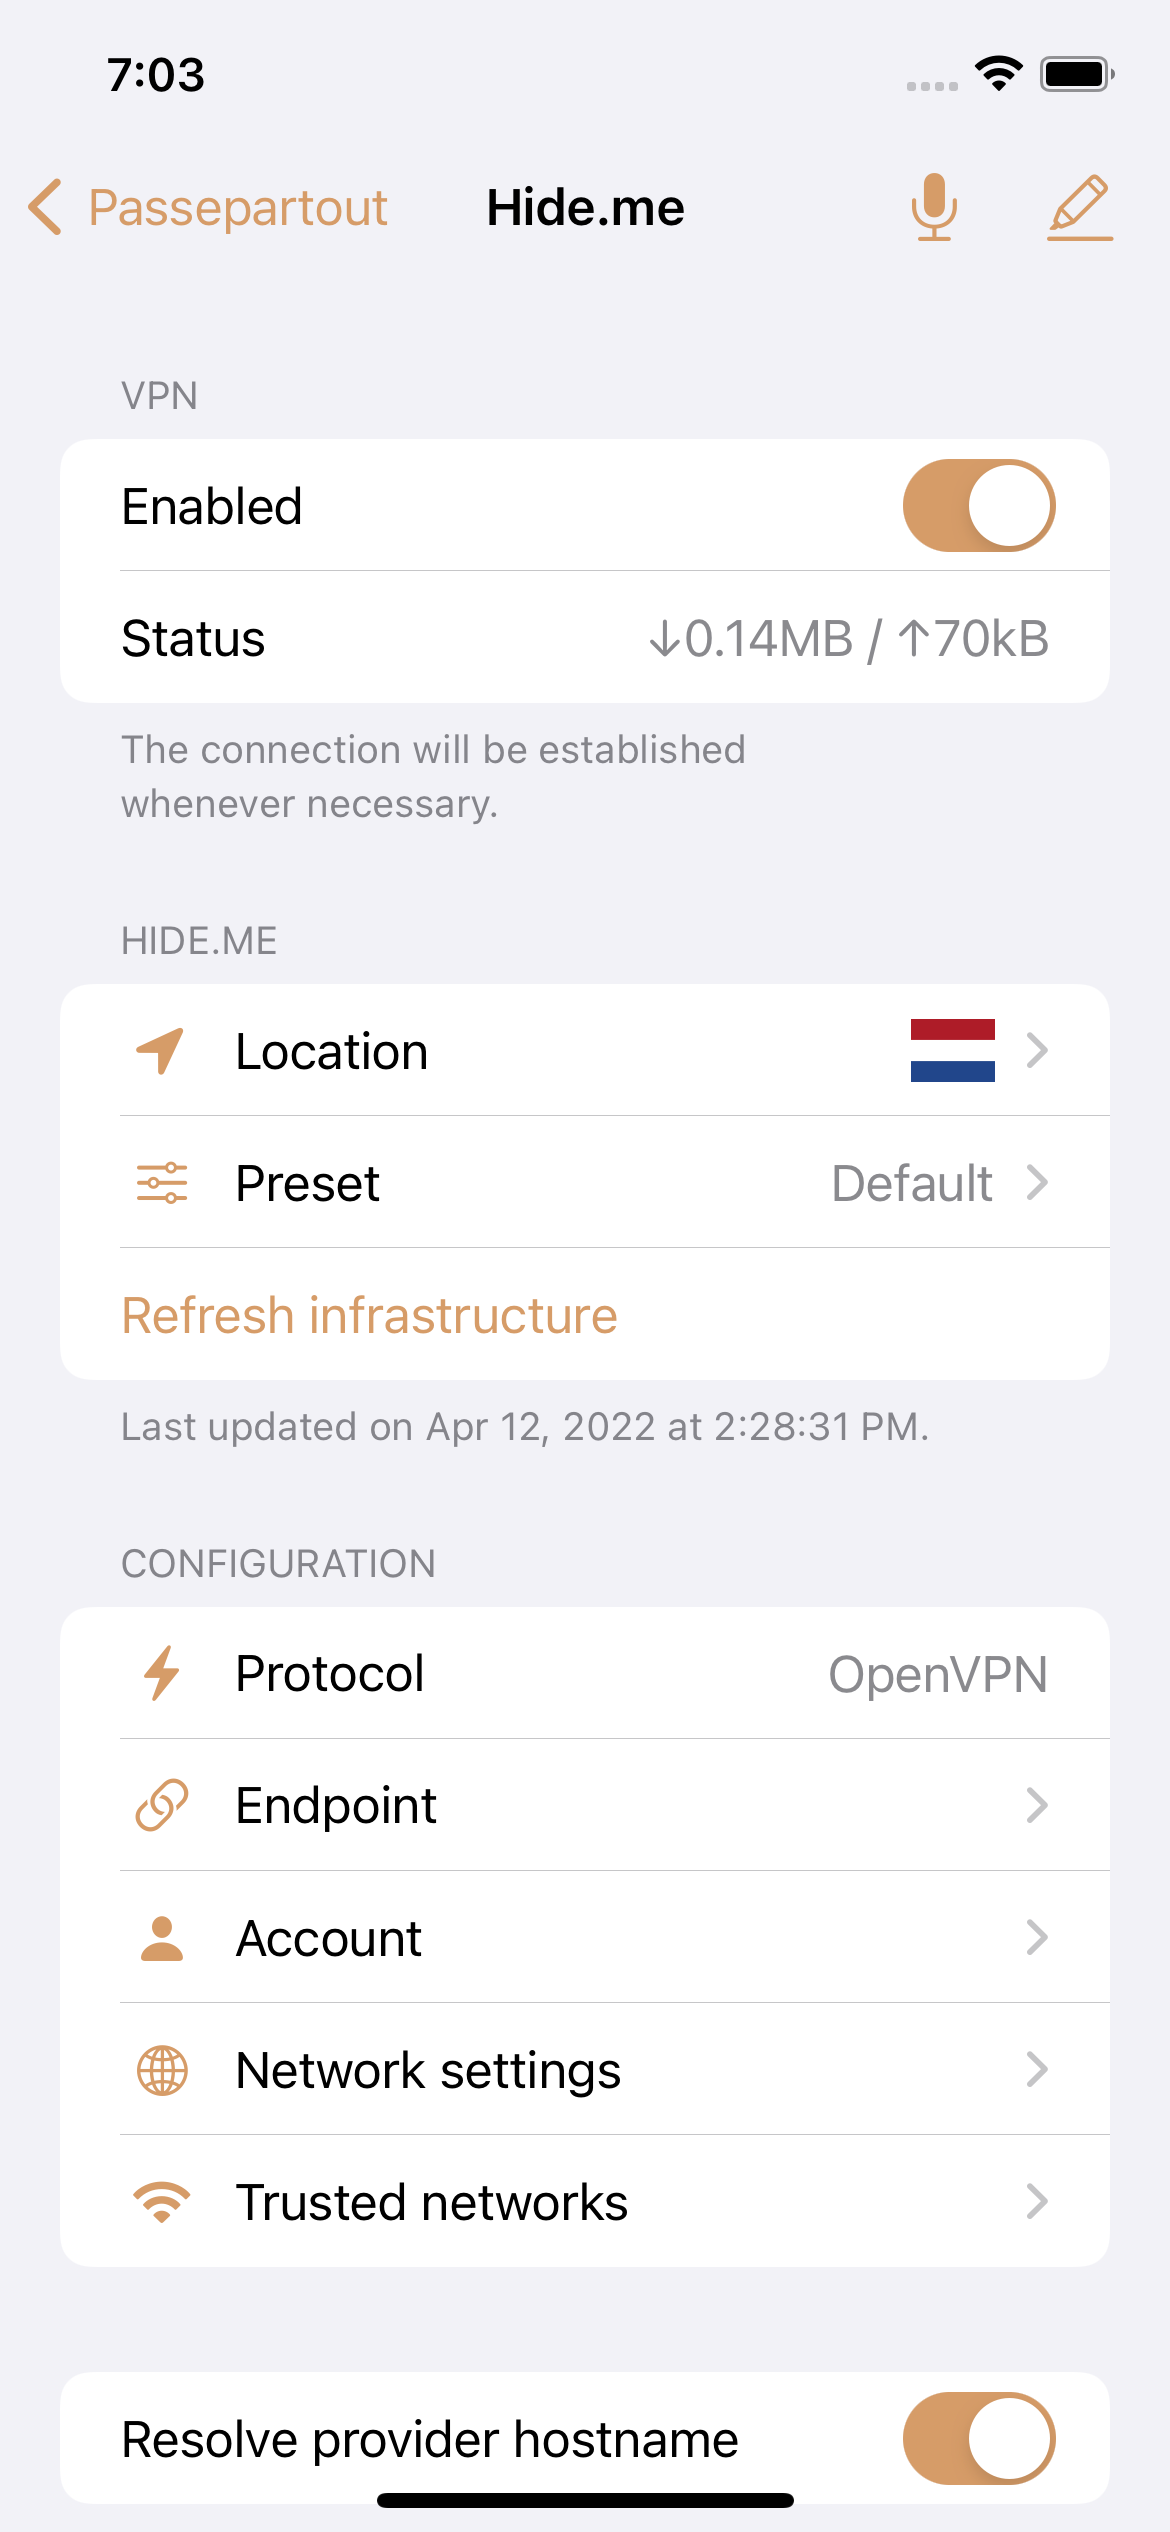 7:03
Passepartout
Hide.me
VPN
Enabled
Status
↓0.14MB / ↑70kB
The connection will be established
whenever necessary.
HIDE.ME
Location
Preset
Default
Refresh infrastructure
Last updated on Apr 12, 2022 at 2:28:31 PM.
CONFIGURATION
Protocol
OpenVPN
Endpoint
Account
Network settings
Trusted networks
Resolve provider hostname